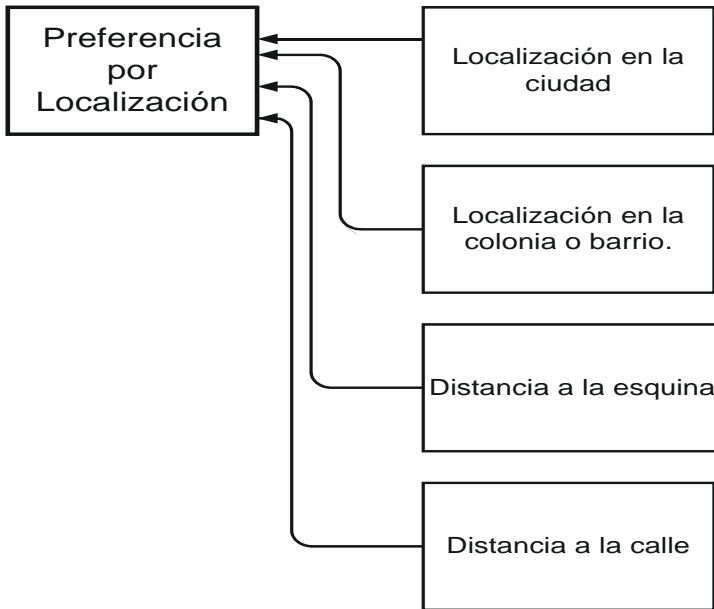 Preferencia
por
Localización
Localización en la
ciudad
Localización en la
colonia o barrio.
Distancia a la esquina
Distancia a la calle